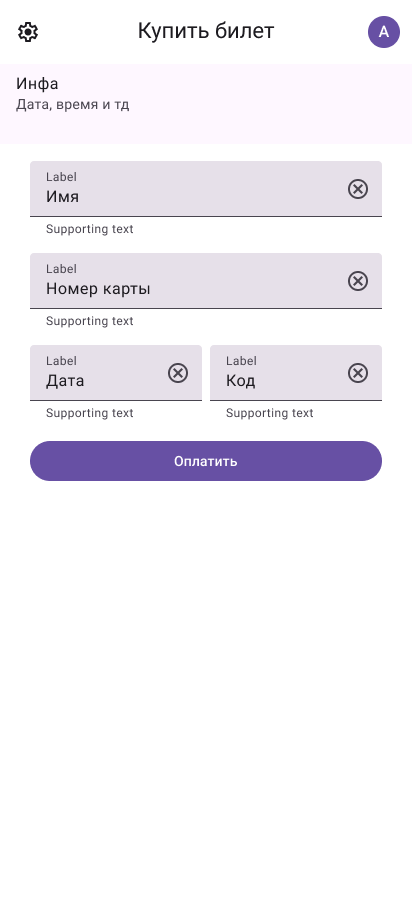 Купить билет
A
Инфа
Дата, время и тд
Label
Имя
Supporting text
Label
Номер карты
Supporting text
Label
Дата
Supporting text
Label
Код
Supporting text
Оплатить